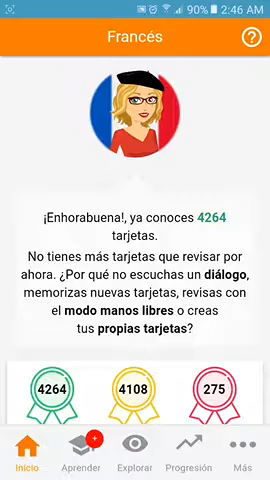 90% 2:46 AM
Francés
¡Enhorabuena!, ya conoces 4264
tarjetas.
No tienes más tarjetas que revisar por
ahora. ¿Por qué no escuchas un diálogo,
memorizas nuevas tarjetas, revisas con
el modo manos libres o creas
tus propias tarjetas?
4264 4108 275
Inicio Aprender Explorar Progresión Más